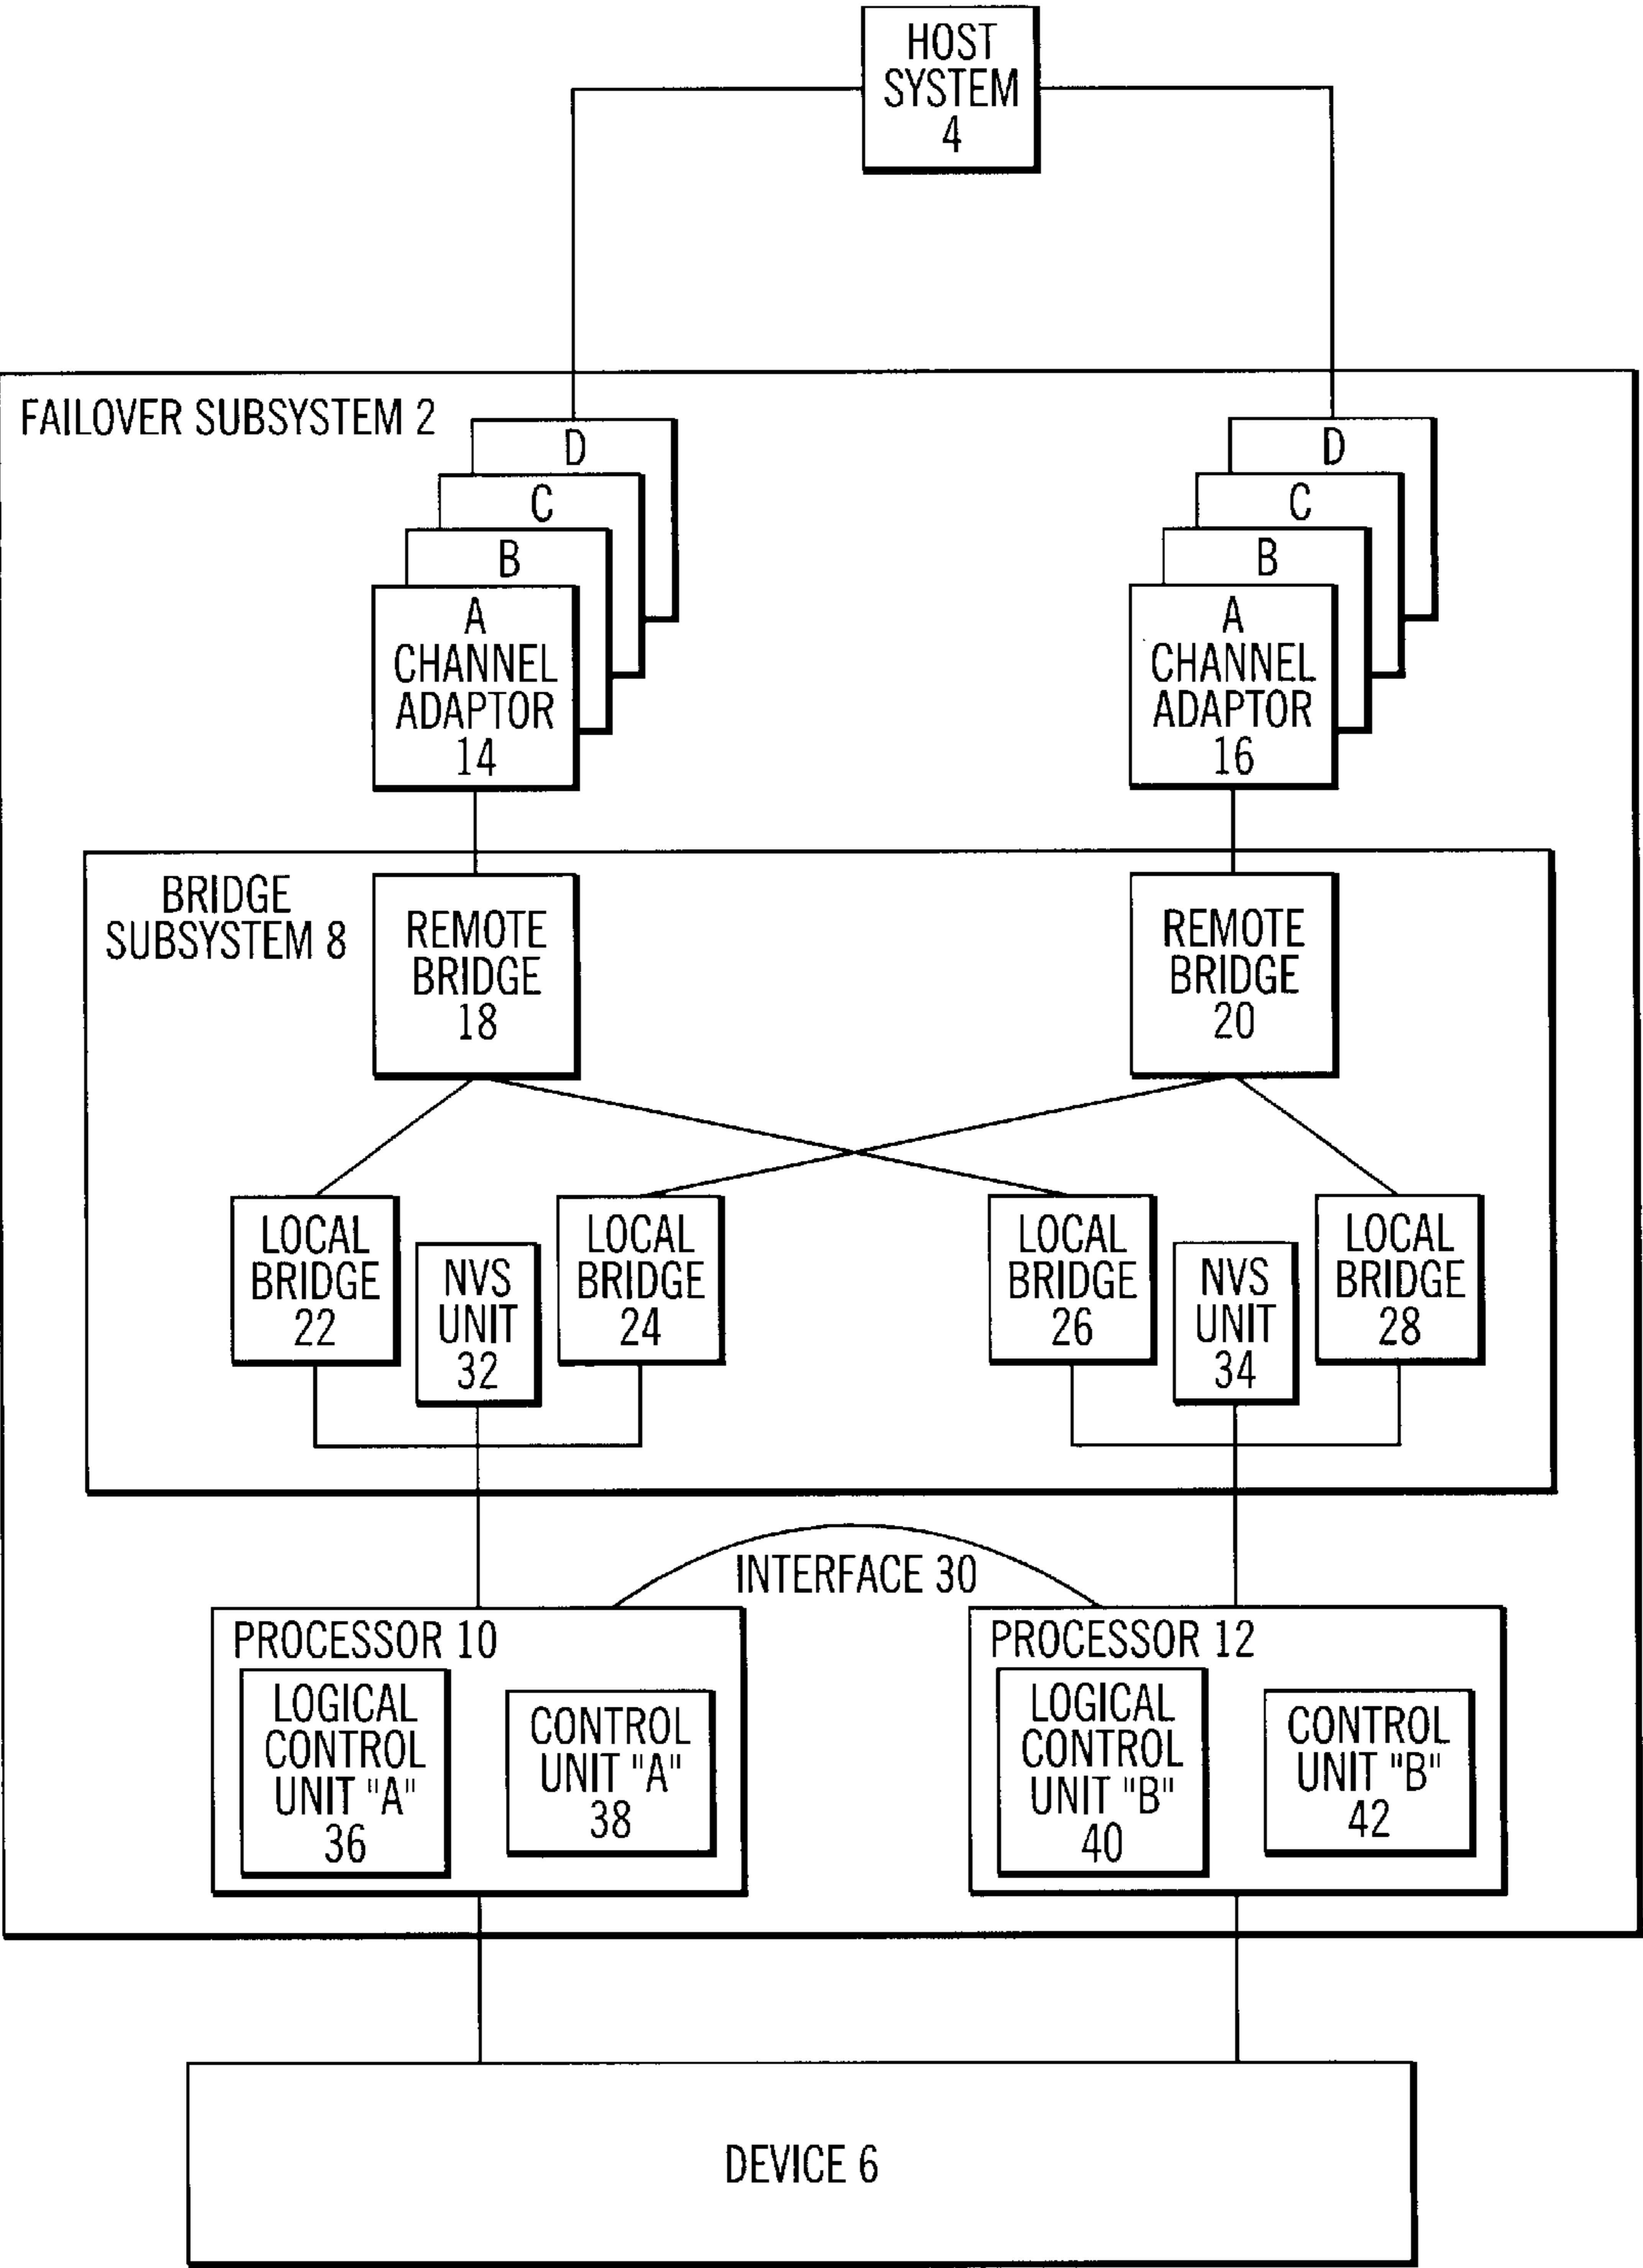 HOST
SYSTEM
4
FAILOVER SUBSYSTEM 2
D
C
B
A
CHANNEL
ADAPTOR
14
D
C
B
A
CHANNEL
ADAPTOR
16
BRIDGE
SUBSYSTEM 8
REMOTE
BRIDGE
18
REMOTE
BRIDGE
20
LOCAL
BRIDGE
22
NVS
UNIT
32
LOCAL
BRIDGE
24
LOCAL
BRIDGE
26
NVS
UNIT
34
LOCAL
BRIDGE
28
INTERFACE 30
PROCESSOR 10
LOGICAL
CONTROL
UNIT "A"
36
CONTROL
UNIT "A"
38
PROCESSOR 12
LOGICAL
CONTROL
UNIT "B"
40
CONTROL
UNIT "B"
42
DEVICE 6